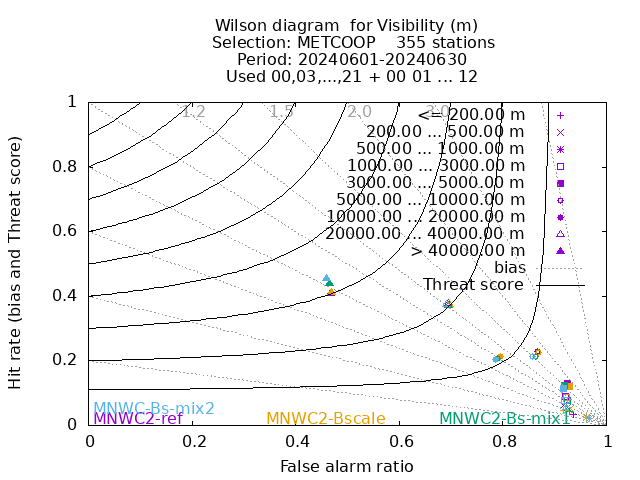 Wilson diagram  for Visibility (m)
Selection: METCOOP    355 stations
Period: 20240601-20240630
Used 00,03,...,21 + 00 01 ... 12
1.2 1.5 2.0 3.0
<= 200.00 m
200.00 ... 500.00 m
500.00 ... 1000.00 m
1000.00 ... 3000.00 m
3000.00 ... 5000.00 m
5000.00 ... 10000.00 m
10000.00 ... 20000.00 m
20000.00 ... 40000.00 m
> 40000.00 m
bias
Threat score
Hit rate (bias and Threat score)
1
0.8
0.6
0.4
0.2
0
MNWC-Bs-mix2
MNWC2-ref MNWC2-Bscale MNWC2-Bs-mix1
0 0.2 0.4 0.6 0.8 1
False alarm ratio